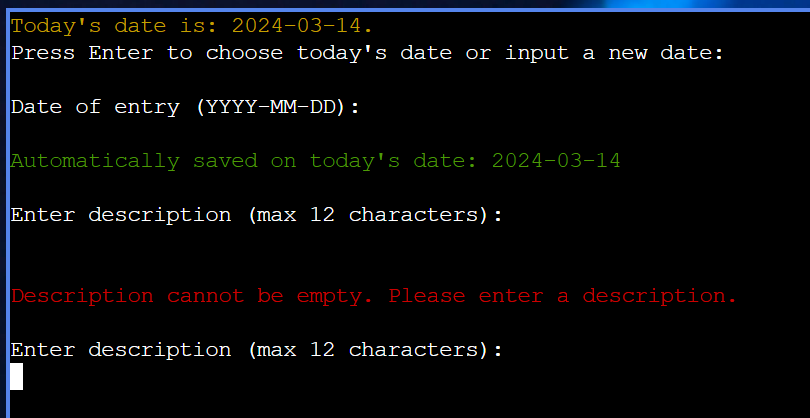 Today's date is: 2024-03-14.
Press Enter to choose today's date or input a new date:
Date of entry (YYYY-MM-DD):
Automatically saved on today's date: 2024-03-14
Enter description (max 12 characters):
Description cannot be empty. Please enter a description.
Enter description (max 12 characters):